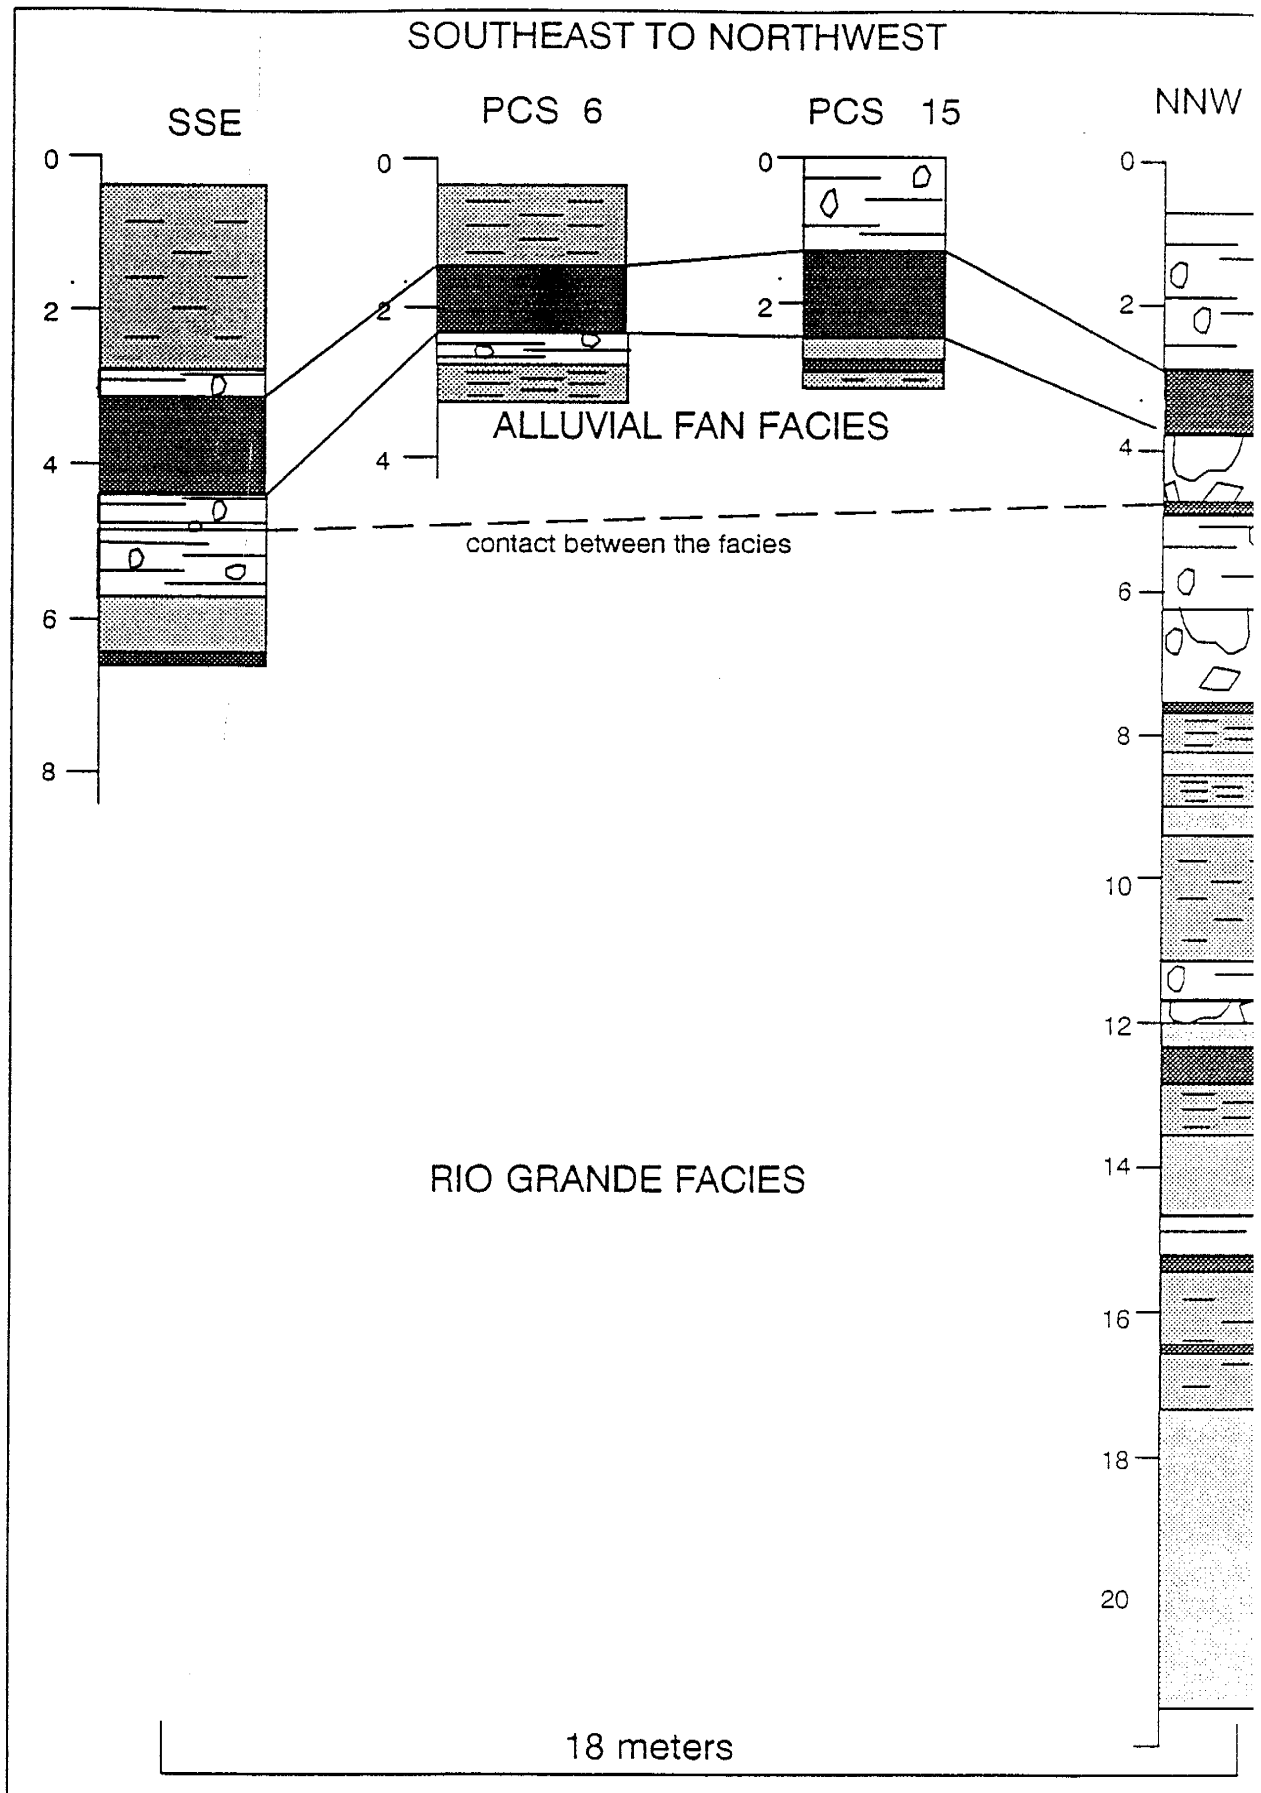 SOUTHEAST TO NORTHWEST
SSE
PCS 6
PCS 15
NNW
0
2
4
6
8
0
2
4
0
2
0
2
4
6
8
10
12
14
16
18
20
ALLUVIAL FAN FACIES
contact between the facies
RIO GRANDE FACIES
18 meters